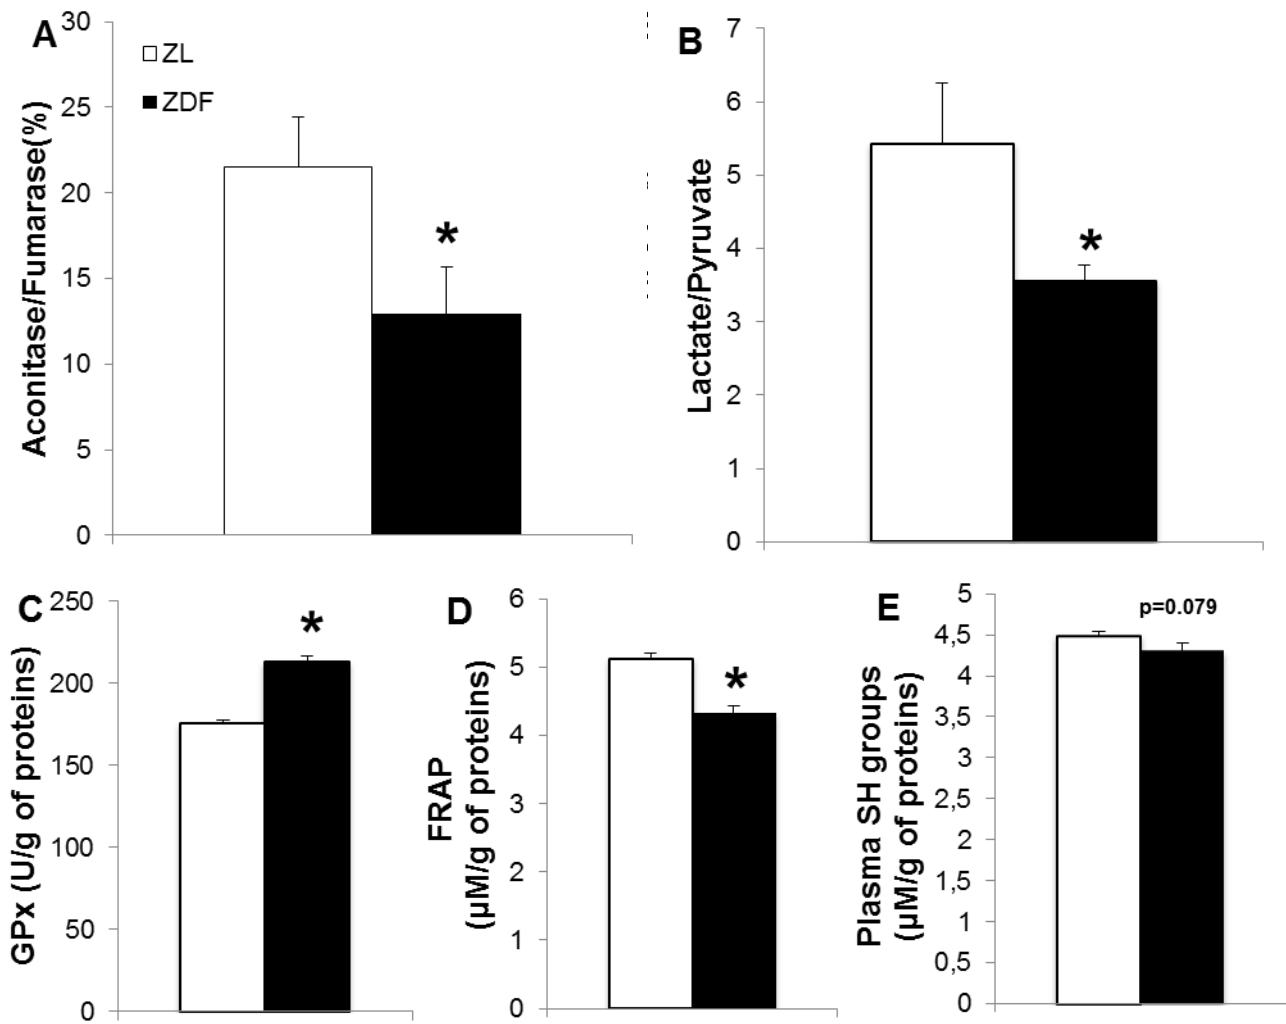 A
Aconitase/Fumarase(%)
30
25
20
15
10
5
0
ZL
ZDF
*
B
Lactate/Pyruvate
7
6
5
4
3
2
1
0
*
C
GPx (U/g of proteins)
250
200
150
100
50
0
*
D
FRAP
(µM/g of proteins)
6
5
4
3
2
1
0
*
E
Plasma SH groups
(µM/g of proteins)
5
4,5
4
3,5
3
2,5
2
1,5
1
0,5
0
p=0.079